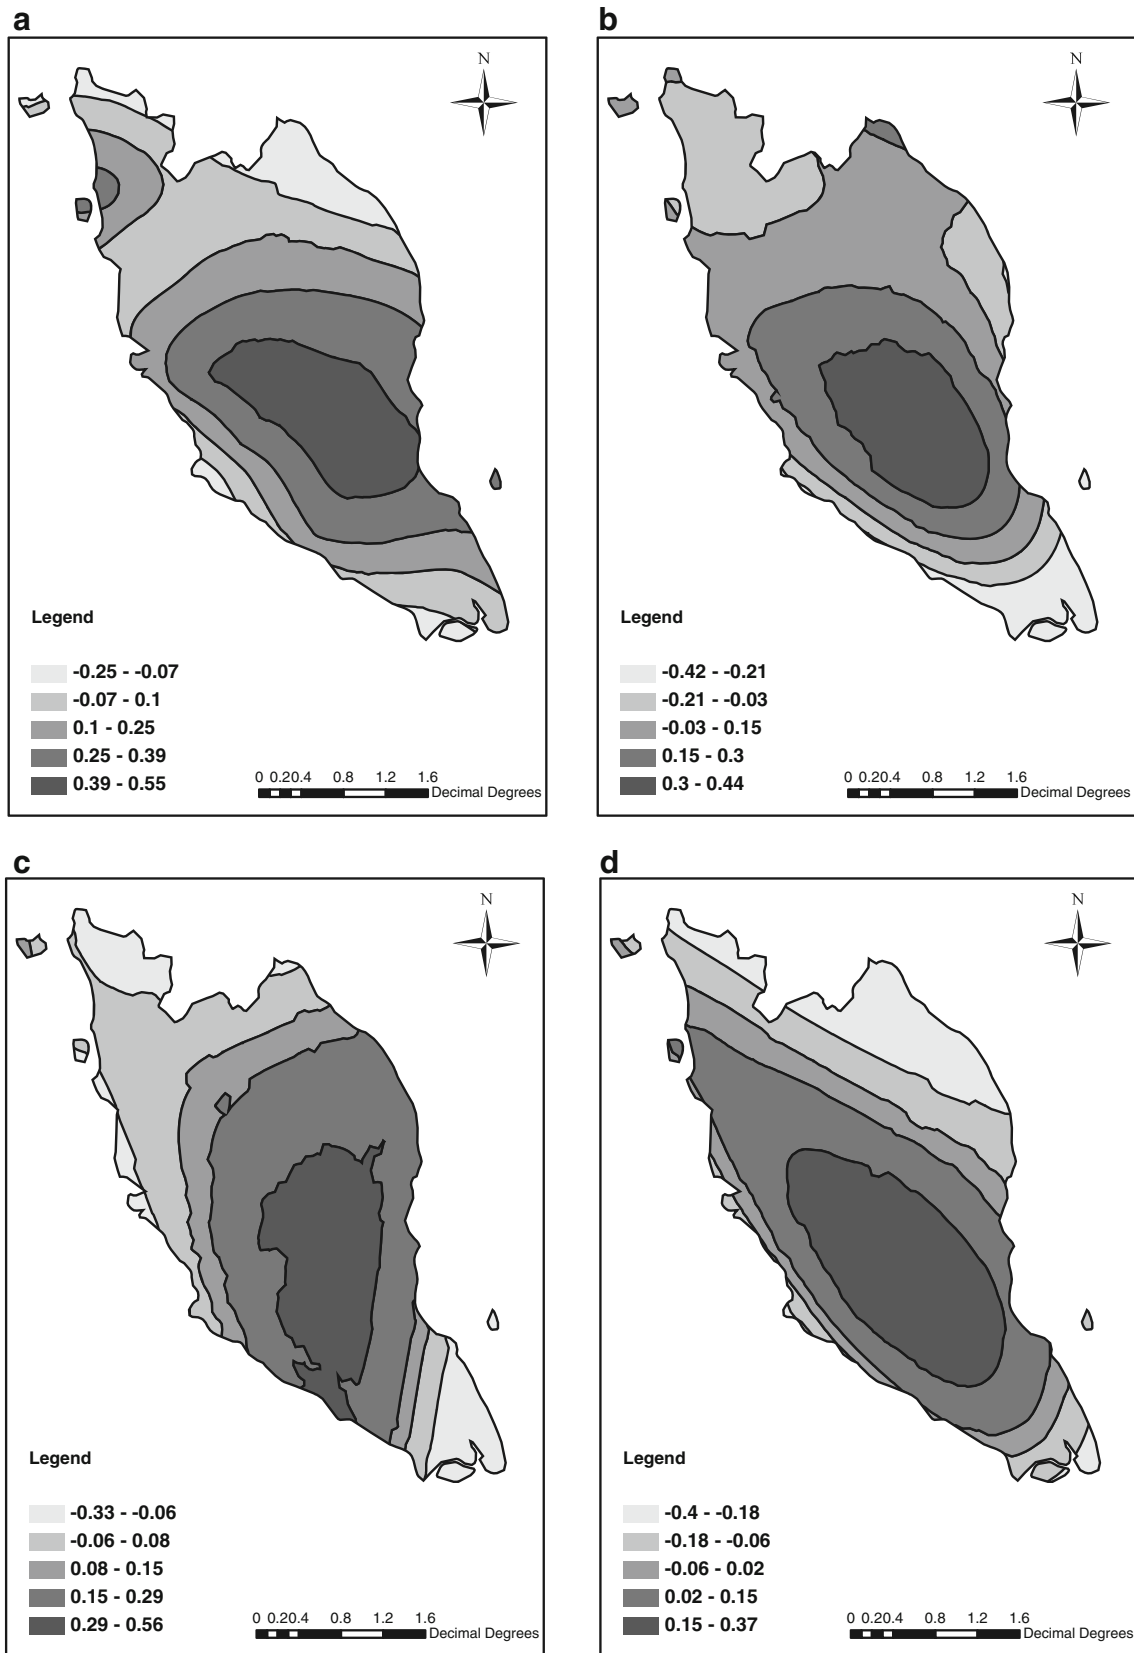 a
N
Legend
-0.25 - -0.07
-0.07 - 0.1
0.1 - 0.25
0.25 - 0.39
0.39 - 0.55
0 0.20.4 0.8 1.2 1.6
Decimal Degrees
b
N
Legend
-0.42 - -0.21
-0.21 - -0.03
-0.03 - 0.15
0.15 - 0.3
0.3 - 0.44
0 0.20.4 0.8 1.2 1.6
Decimal Degrees
c
N
Legend
-0.33 - -0.06
-0.06 - 0.08
0.08 - 0.15
0.15 - 0.29
0.29 - 0.56
0 0.20.4 0.8 1.2 1.6
Decimal Degrees
d
N
Legend
-0.4 - -0.18
-0.18 - -0.06
-0.06 - 0.02
0.02 - 0.15
0.15 - 0.37
0 0.20.4 0.8 1.2 1.6
Decimal Degrees